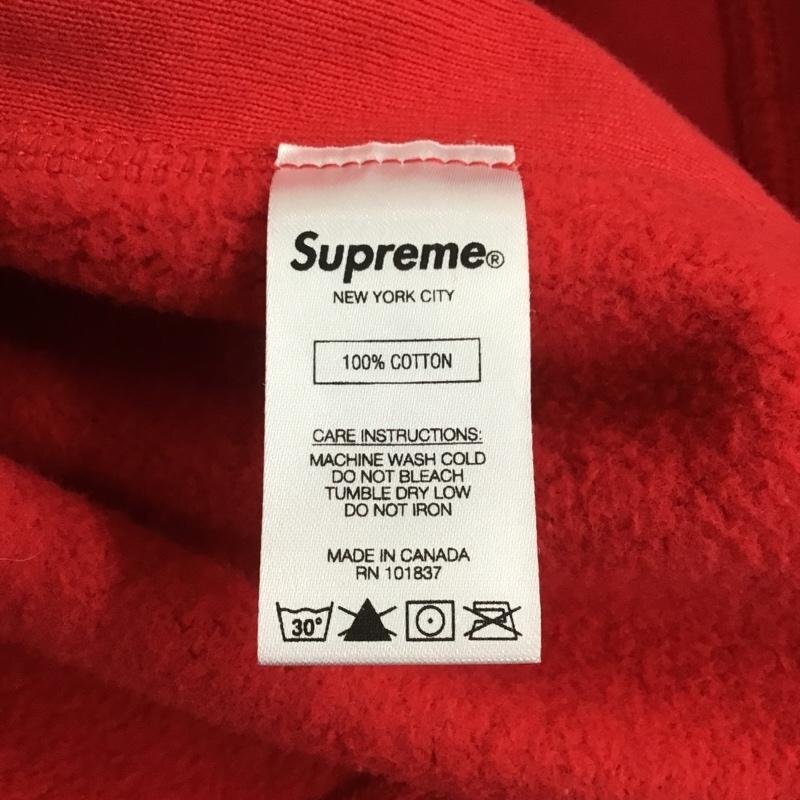 Supreme®
NEW YORK CITY
100% COTTON
CARE INSTRUCTIONS:
MACHINE WASH COLD
DO NOT BLEACH
TUMBLE DRY LOW
DO NOT IRON
MADE IN CANADA
RN 101837
30°